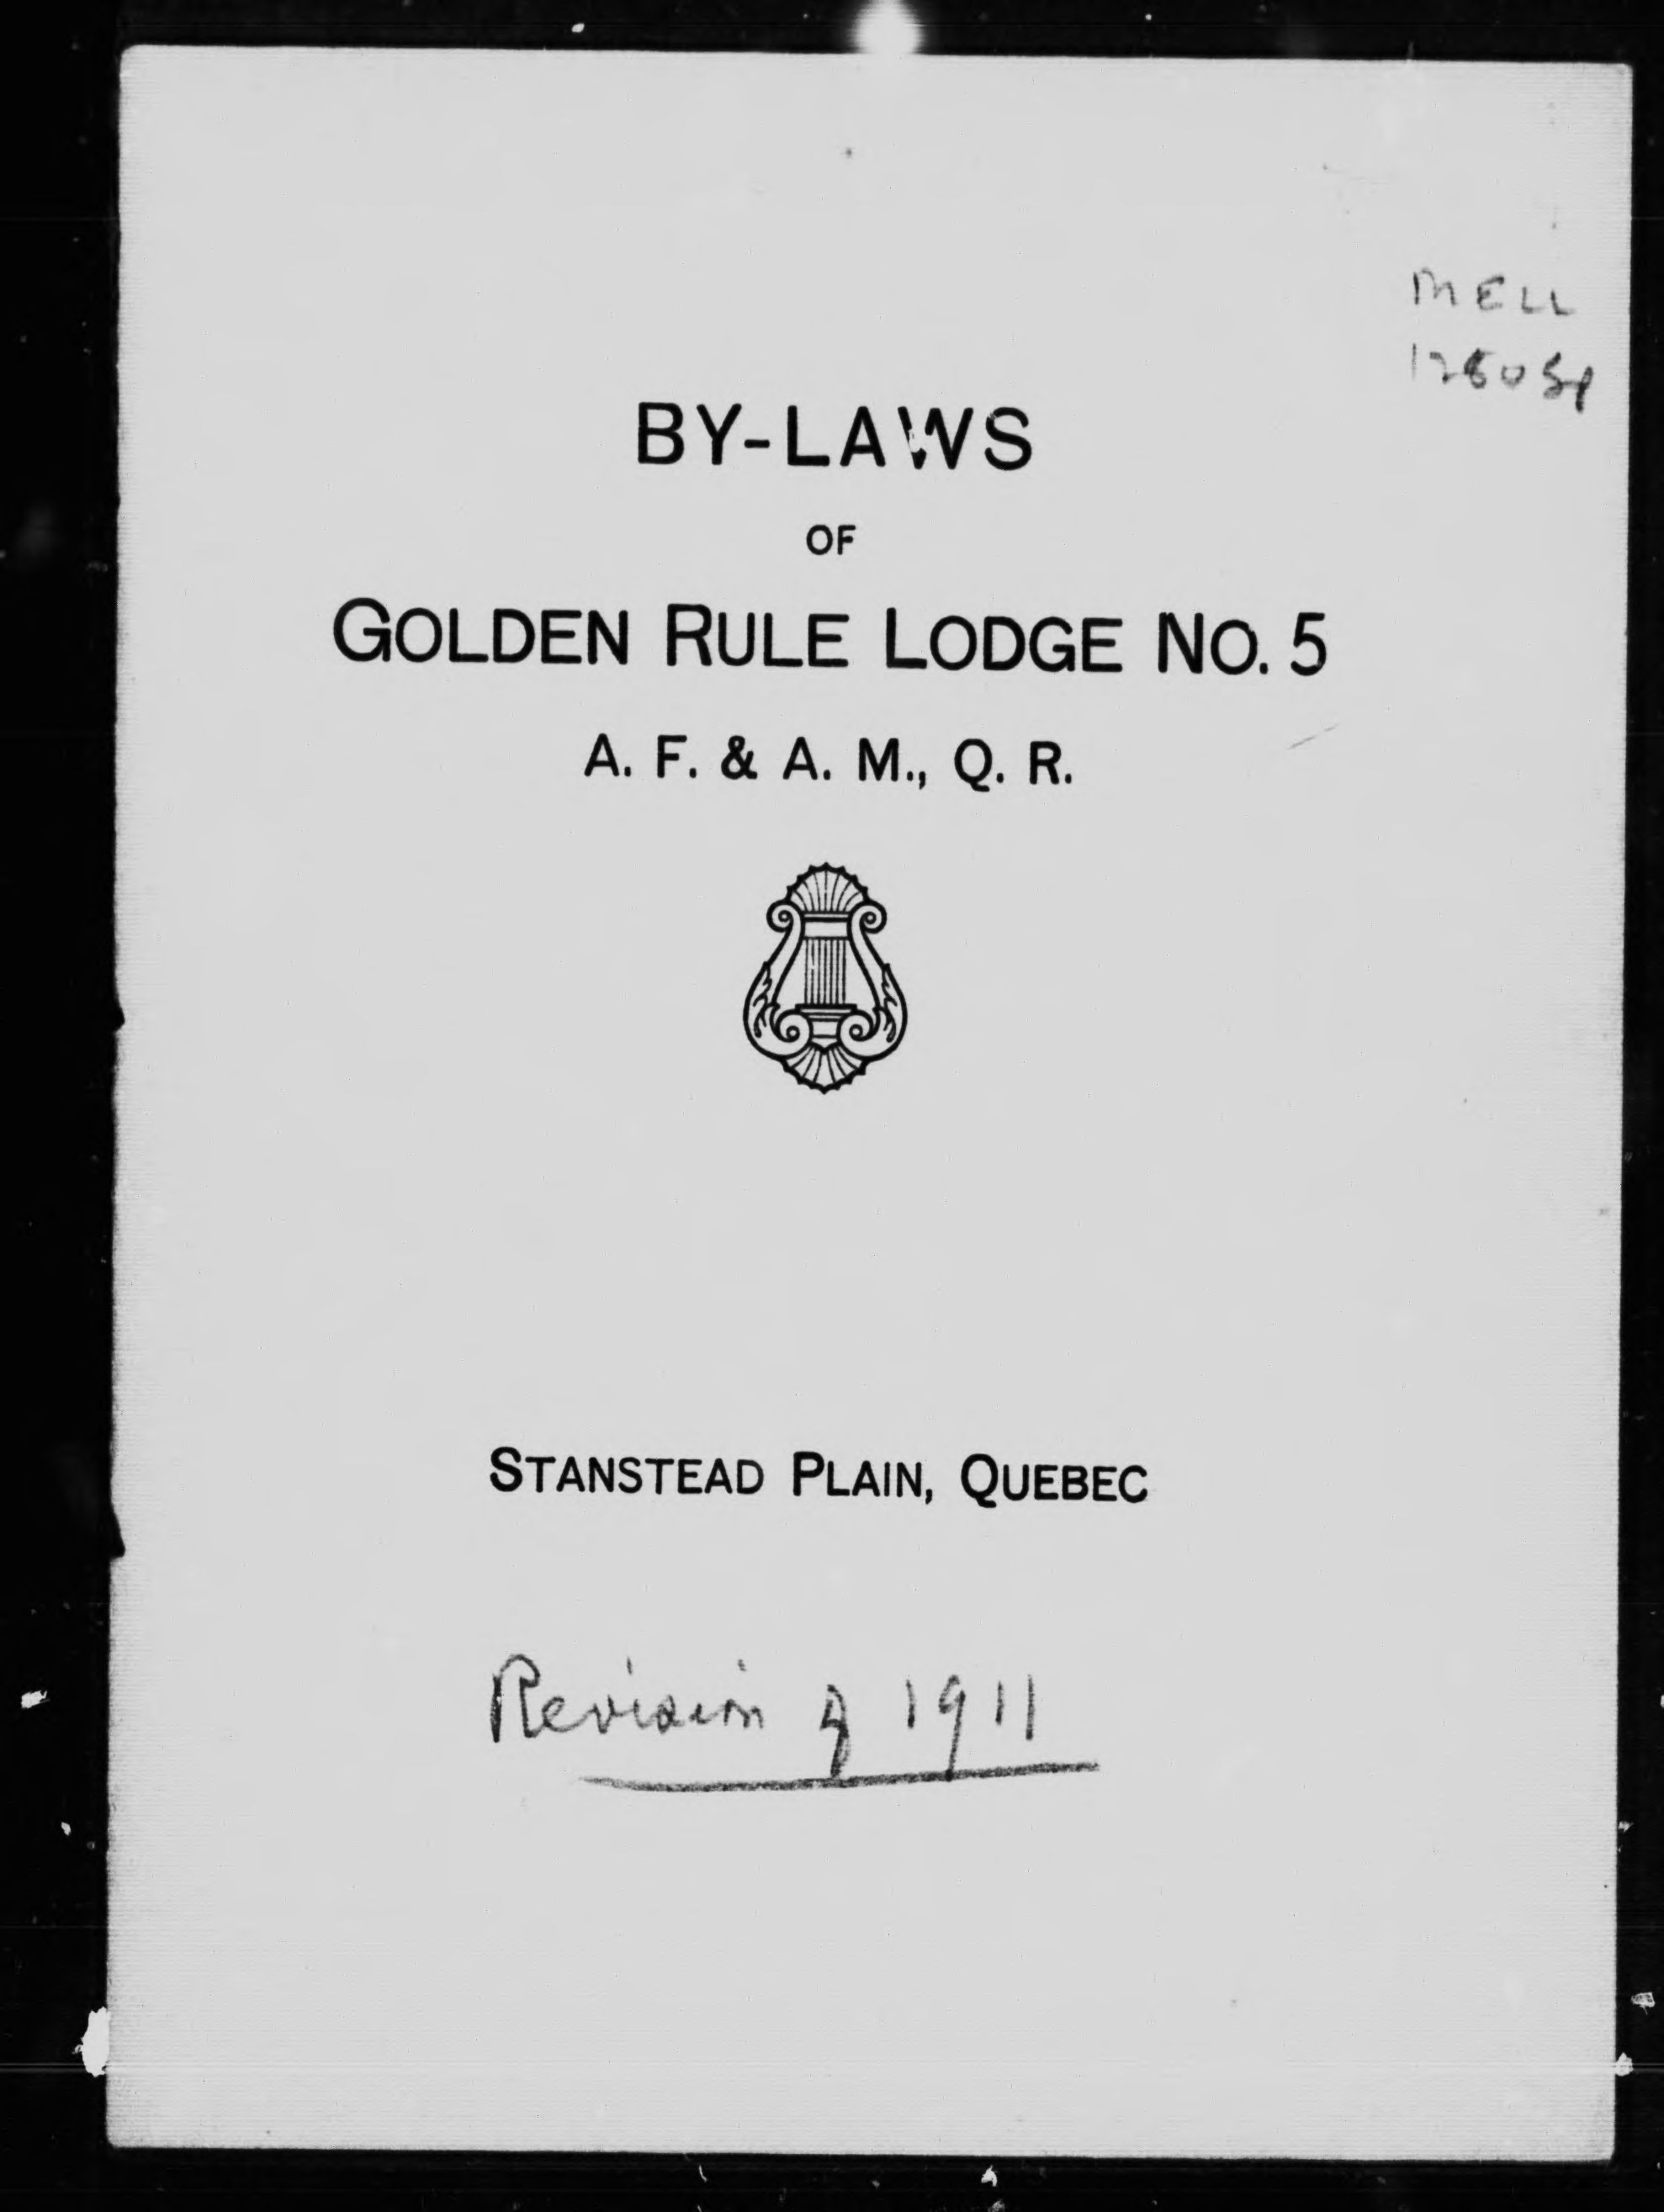 MELL
BY-LAWS
OF
GOLDEN RULE LODGE NO. 5
A. F. & A. M., Q. R.
STANSTEAD PLAIN, QUEBEC
Revision of 1911